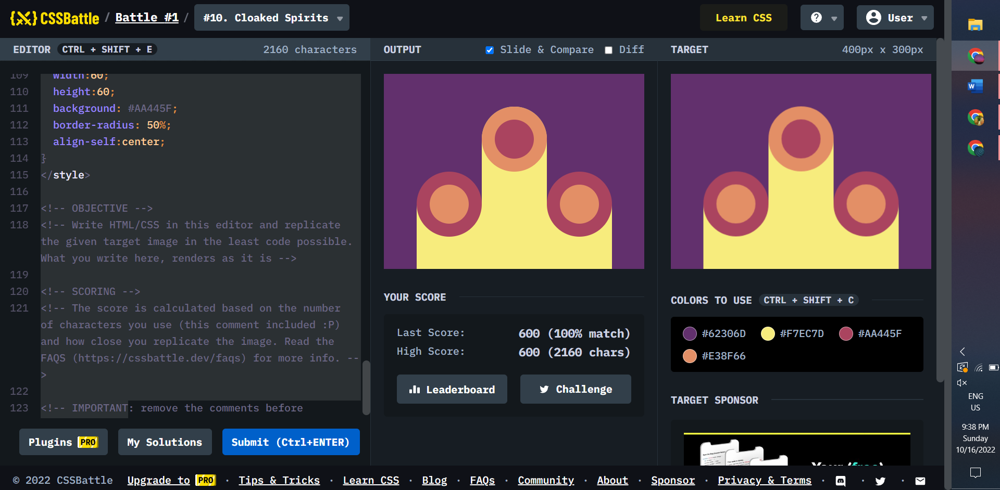 {X} CSSBattle / Battle #1 / #10. Cloaked Spirits Learn CSS ? User
EDITOR CTRL + SHIFT + E 2160 characters
OUTPUT Slide & Compare Diff
TARGET 400px x 300px
109 width:60;
110 height:60;
111 background: #AA445F;
112 border-radius: 50%;
113 align-self:center;
114 }
115 </style>
116
117 <!-- OBJECTIVE -->
118 <!-- Write HTML/CSS in this editor and replicate
the given target image in the least code possible.
What you write here, renders as it is -->
119
120 <!-- SCORING -->
121 <!-- The score is calculated based on the number
of characters you use (this comment included :P)
and how close you replicate the image. Read the
FAQS (https://cssbattle.dev/faqs) for more info. --
>
122
123 <!-- IMPORTANT: remove the comments before
Plugins PRO My Solutions Submit (Ctrl+ENTER)
YOUR SCORE
Last Score: 600 (100% match)
High Score: 600 (2160 chars)
Leaderboard Challenge
COLORS TO USE CTRL + SHIFT + C
#62306D #F7EC7D #AA445F
#E38F66
TARGET SPONSOR
Your (free)
© 2022 CSSBattle Upgrade to PRO · Tips & Tricks · Learn CSS · Blog · FAQs · Community · About · Sponsor · Privacy & Terms · · ·
W
ENG
US
9:38 PM
Sunday
10/16/2022